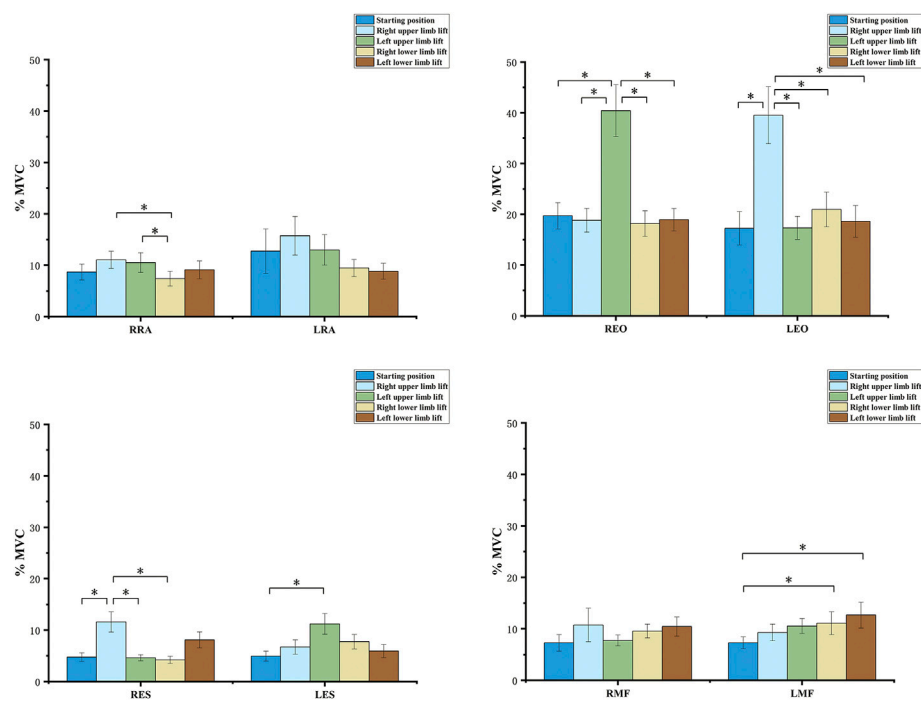 Starting position
Right upper limb lift
Left upper limb lift
Right lower limb lift
Left lower limb lift
50
40
30
20
10
0
% MVC
* *
RRA LRA
Starting position
Right upper limb lift
Left upper limb lift
Right lower limb lift
Left lower limb lift
50
40
30
20
10
0
% MVC
* * * *
* * * *
REO LEO
Starting position
Right upper limb lift
Left upper limb lift
Right lower limb lift
Left lower limb lift
50
40
30
20
10
0
% MVC
* * * *
RES LES
Starting position
Right upper limb lift
Left upper limb lift
Right lower limb lift
Left lower limb lift
50
40
30
20
10
0
% MVC
* *
RMF LMF